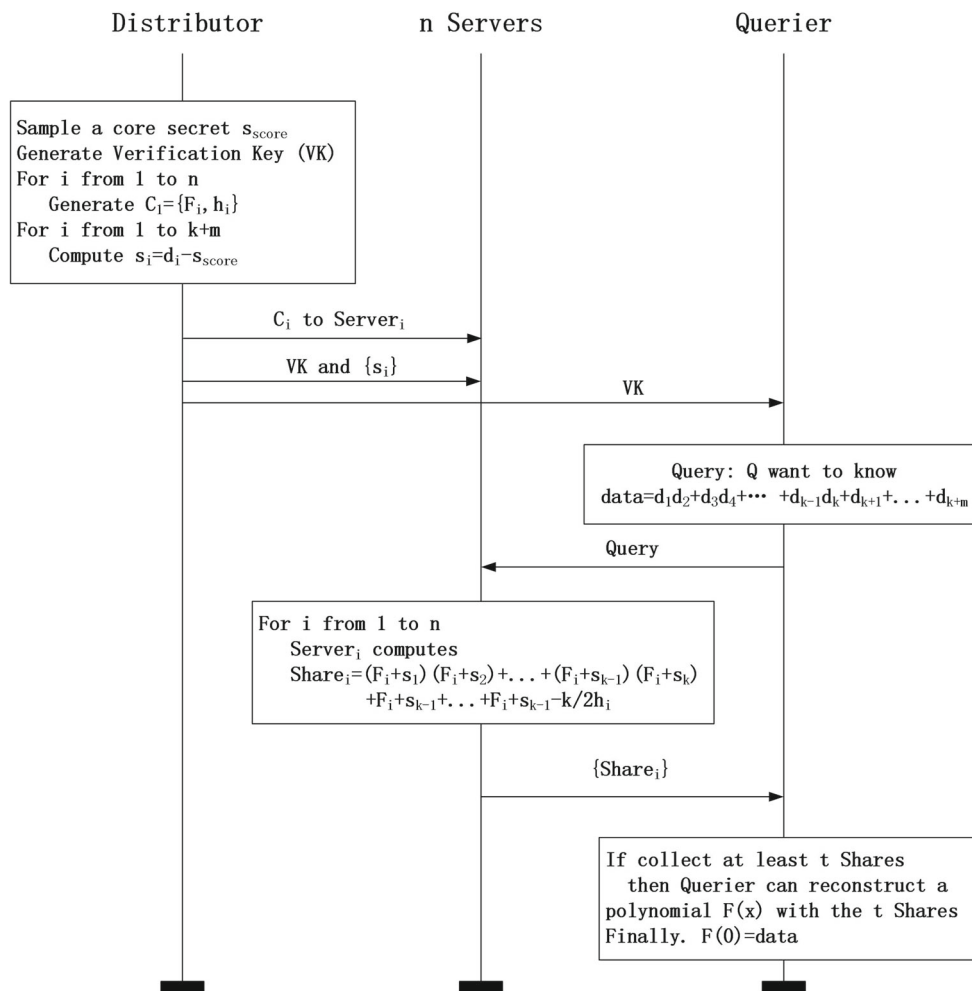 Distributor
n Servers
Querier
Sample a core secret s_score
Generate Verification Key (VK)
For i from 1 to n
Generate C_l={F_i,h_i}
For i from 1 to k+m
Compute s_i=d_i-s_score
C_i to Server_i
VK and {s_i}
VK
Query: Q want to know
data=d_1d_2+d_3d_4+··· +d_{k-1}d_k+d_{k+1}+...+d_{k+m}
Query
For i from 1 to n
Server_i computes
Share_i=(F_i+s_1)(F_i+s_2)+...+(F_i+s_{k-1})(F_i+s_k)
+F_i+s_{k-1}+...+F_i+s_{k-1}-k/2h_i
{Share_i}
If collect at least t Shares
then Querier can reconstruct a
polynomial F(x) with the t Shares
Finally. F(0)=data